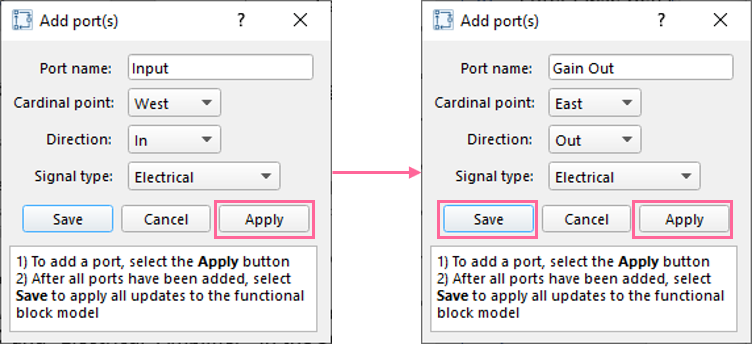 Add port(s) ?
Port name: Input
Cardinal point: West
Direction: In
Signal type: Electrical
Save Cancel Apply
1) To add a port, select the Apply button
2) After all ports have been added, select
Save to apply all updates to the functional
block model
Add port(s) ?
Port name: Gain Out
Cardinal point: East
Direction: Out
Signal type: Electrical
Save Cancel Apply
1) To add a port, select the Apply button
2) After all ports have been added, select
Save to apply all updates to the functional
block model